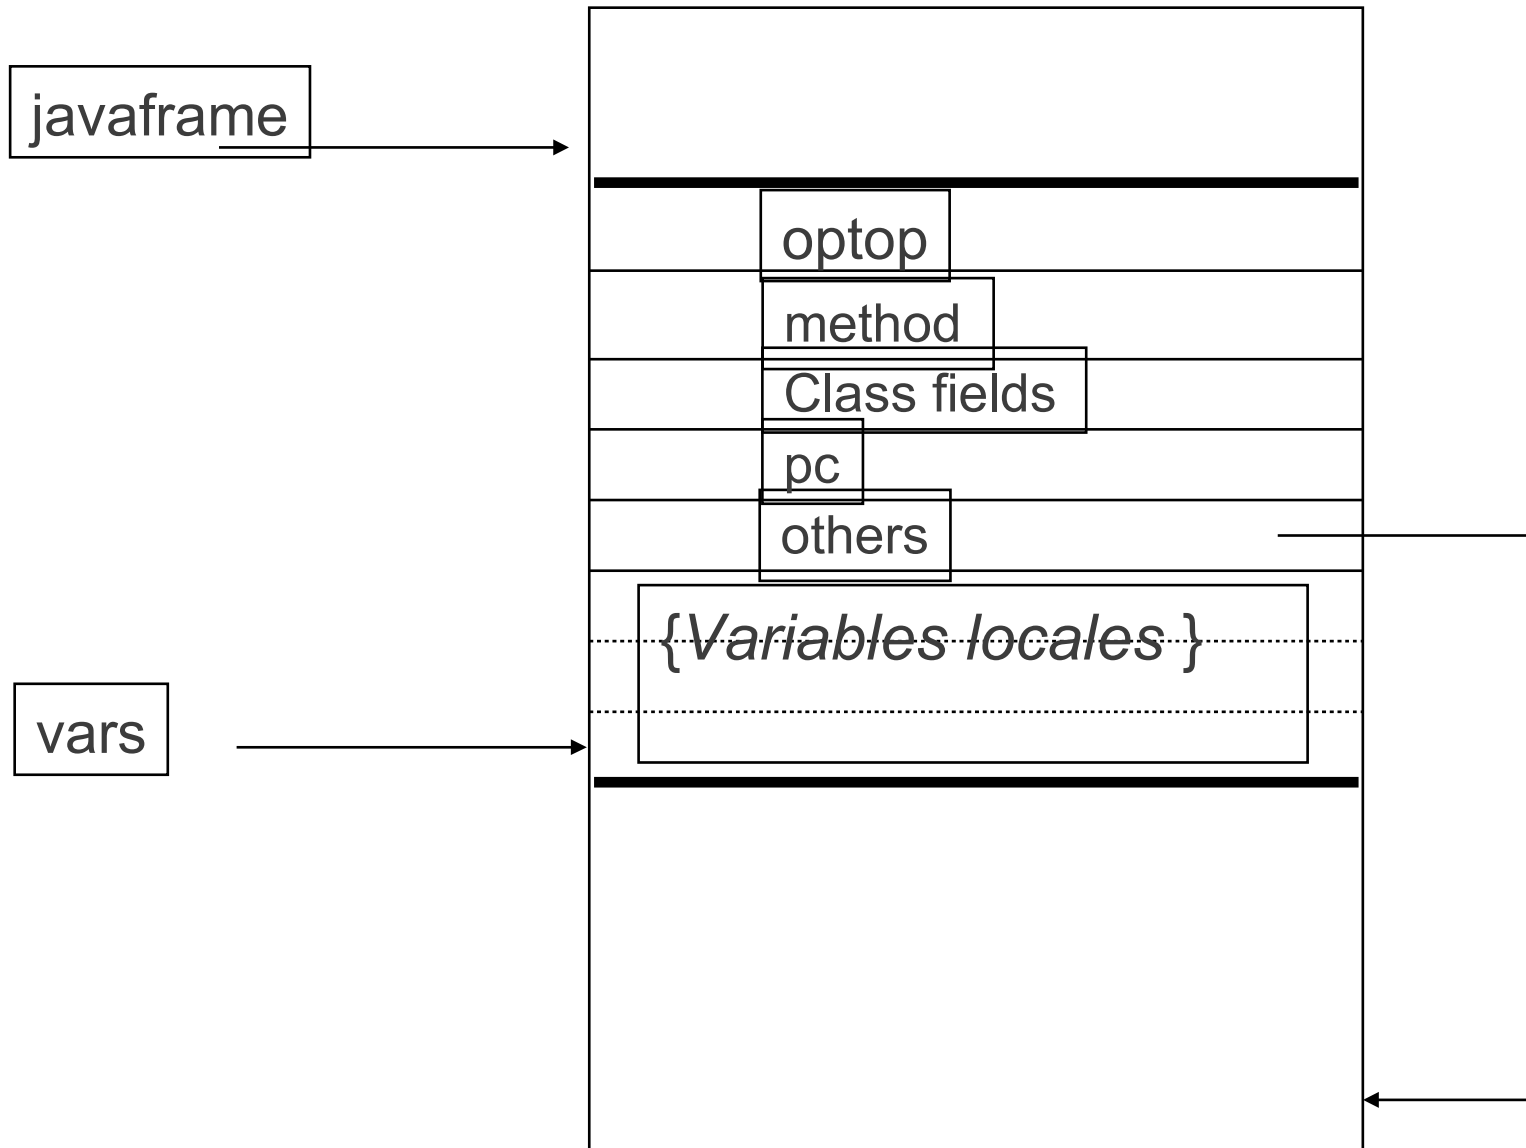 javaframe
optop
method
Class fields
pc
others
{Variables locales }
vars